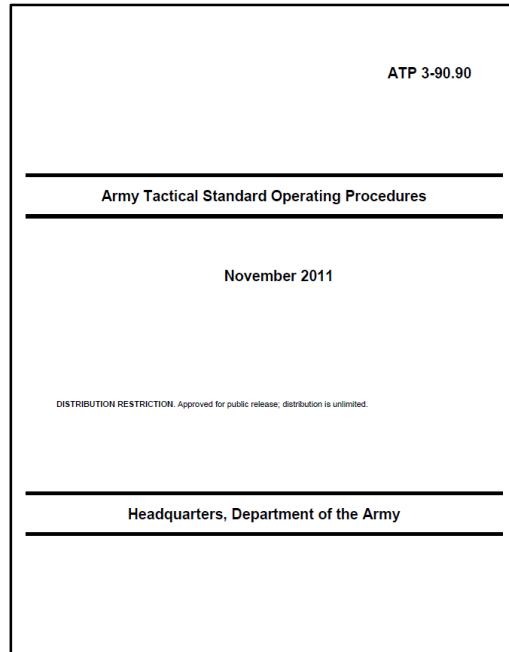 ATP 3-90.90
Army Tactical Standard Operating Procedures
November 2011
DISTRIBUTION RESTRICTION. Approved for public release; distribution is unlimited.
Headquarters, Department of the Army